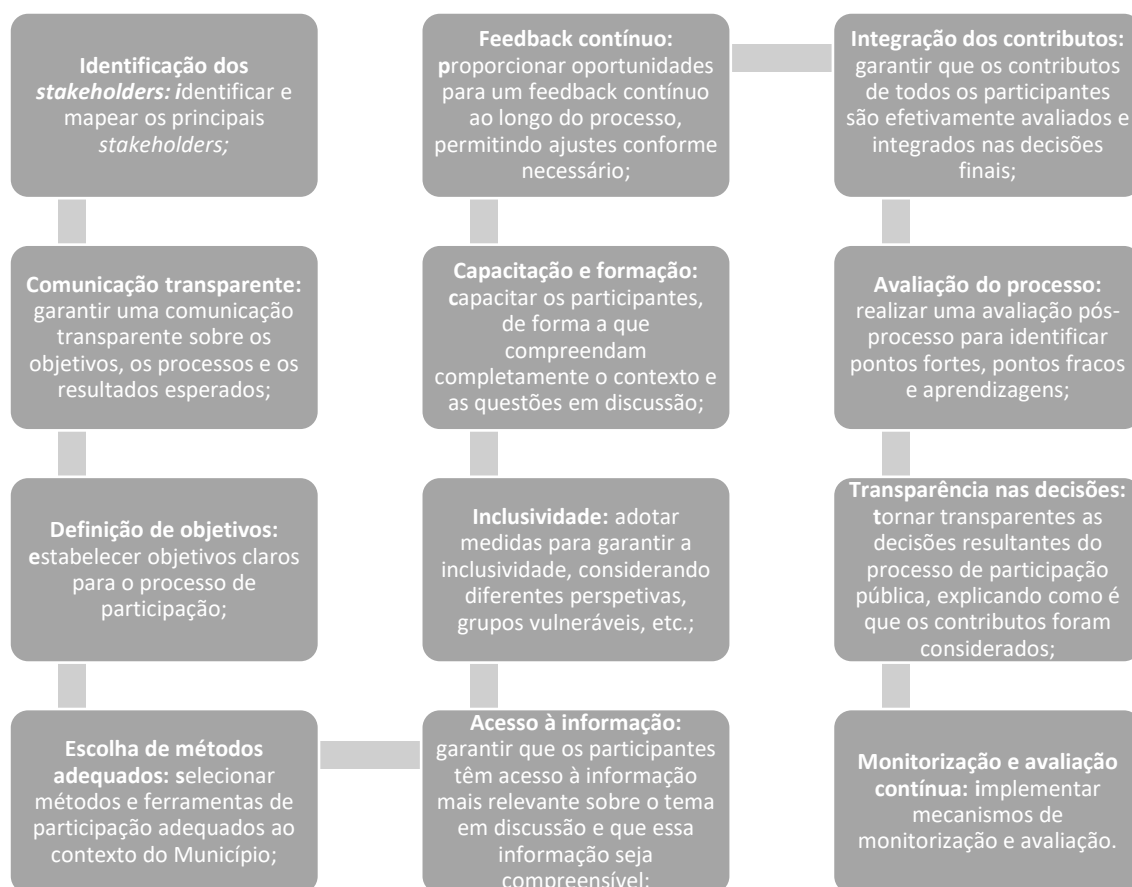 Identificação dos
stakeholders: identificar e
mapear os principais
stakeholders;
Comunicação transparente:
garantir uma comunicação
transparente sobre os
objetivos, os processos e os
resultados esperados;
Definição de objetivos:
estabelecer objetivos claros
para o processo de
participação;
Escolha de métodos
adequados: selecionar
métodos e ferramentas de
participação adequados ao
contexto do Município;
Acesso à informação:
garantir que os participantes
têm acesso à informação
mais relevante sobre o tema
em discussão e que essa
informação seja
compreensível;
Inclusividade: adotar
medidas para garantir a
inclusividade, considerando
diferentes perspetivas,
grupos vulneráveis, etc.;
Capacitação e formação:
capacitar os participantes,
de forma a que
compreendam
completamente o contexto e
as questões em discussão;
Feedback contínuo:
proporcionar oportunidades
para um feedback contínuo
ao longo do processo,
permitindo ajustes conforme
necessário;
Integração dos contributos:
garantir que os contributos
de todos os participantes
são efetivamente avaliados e
integrados nas decisões
finais;
Avaliação do processo:
realizar uma avaliação pós-
processo para identificar
pontos fortes, pontos fracos
e aprendizagens;
Transparência nas decisões:
tornar transparentes as
decisões resultantes do
processo de participação
pública, explicando como é
que os contributos foram
considerados;
Monitorização e avaliação
contínua: implementar
mecanismos de
monitorização e avaliação.